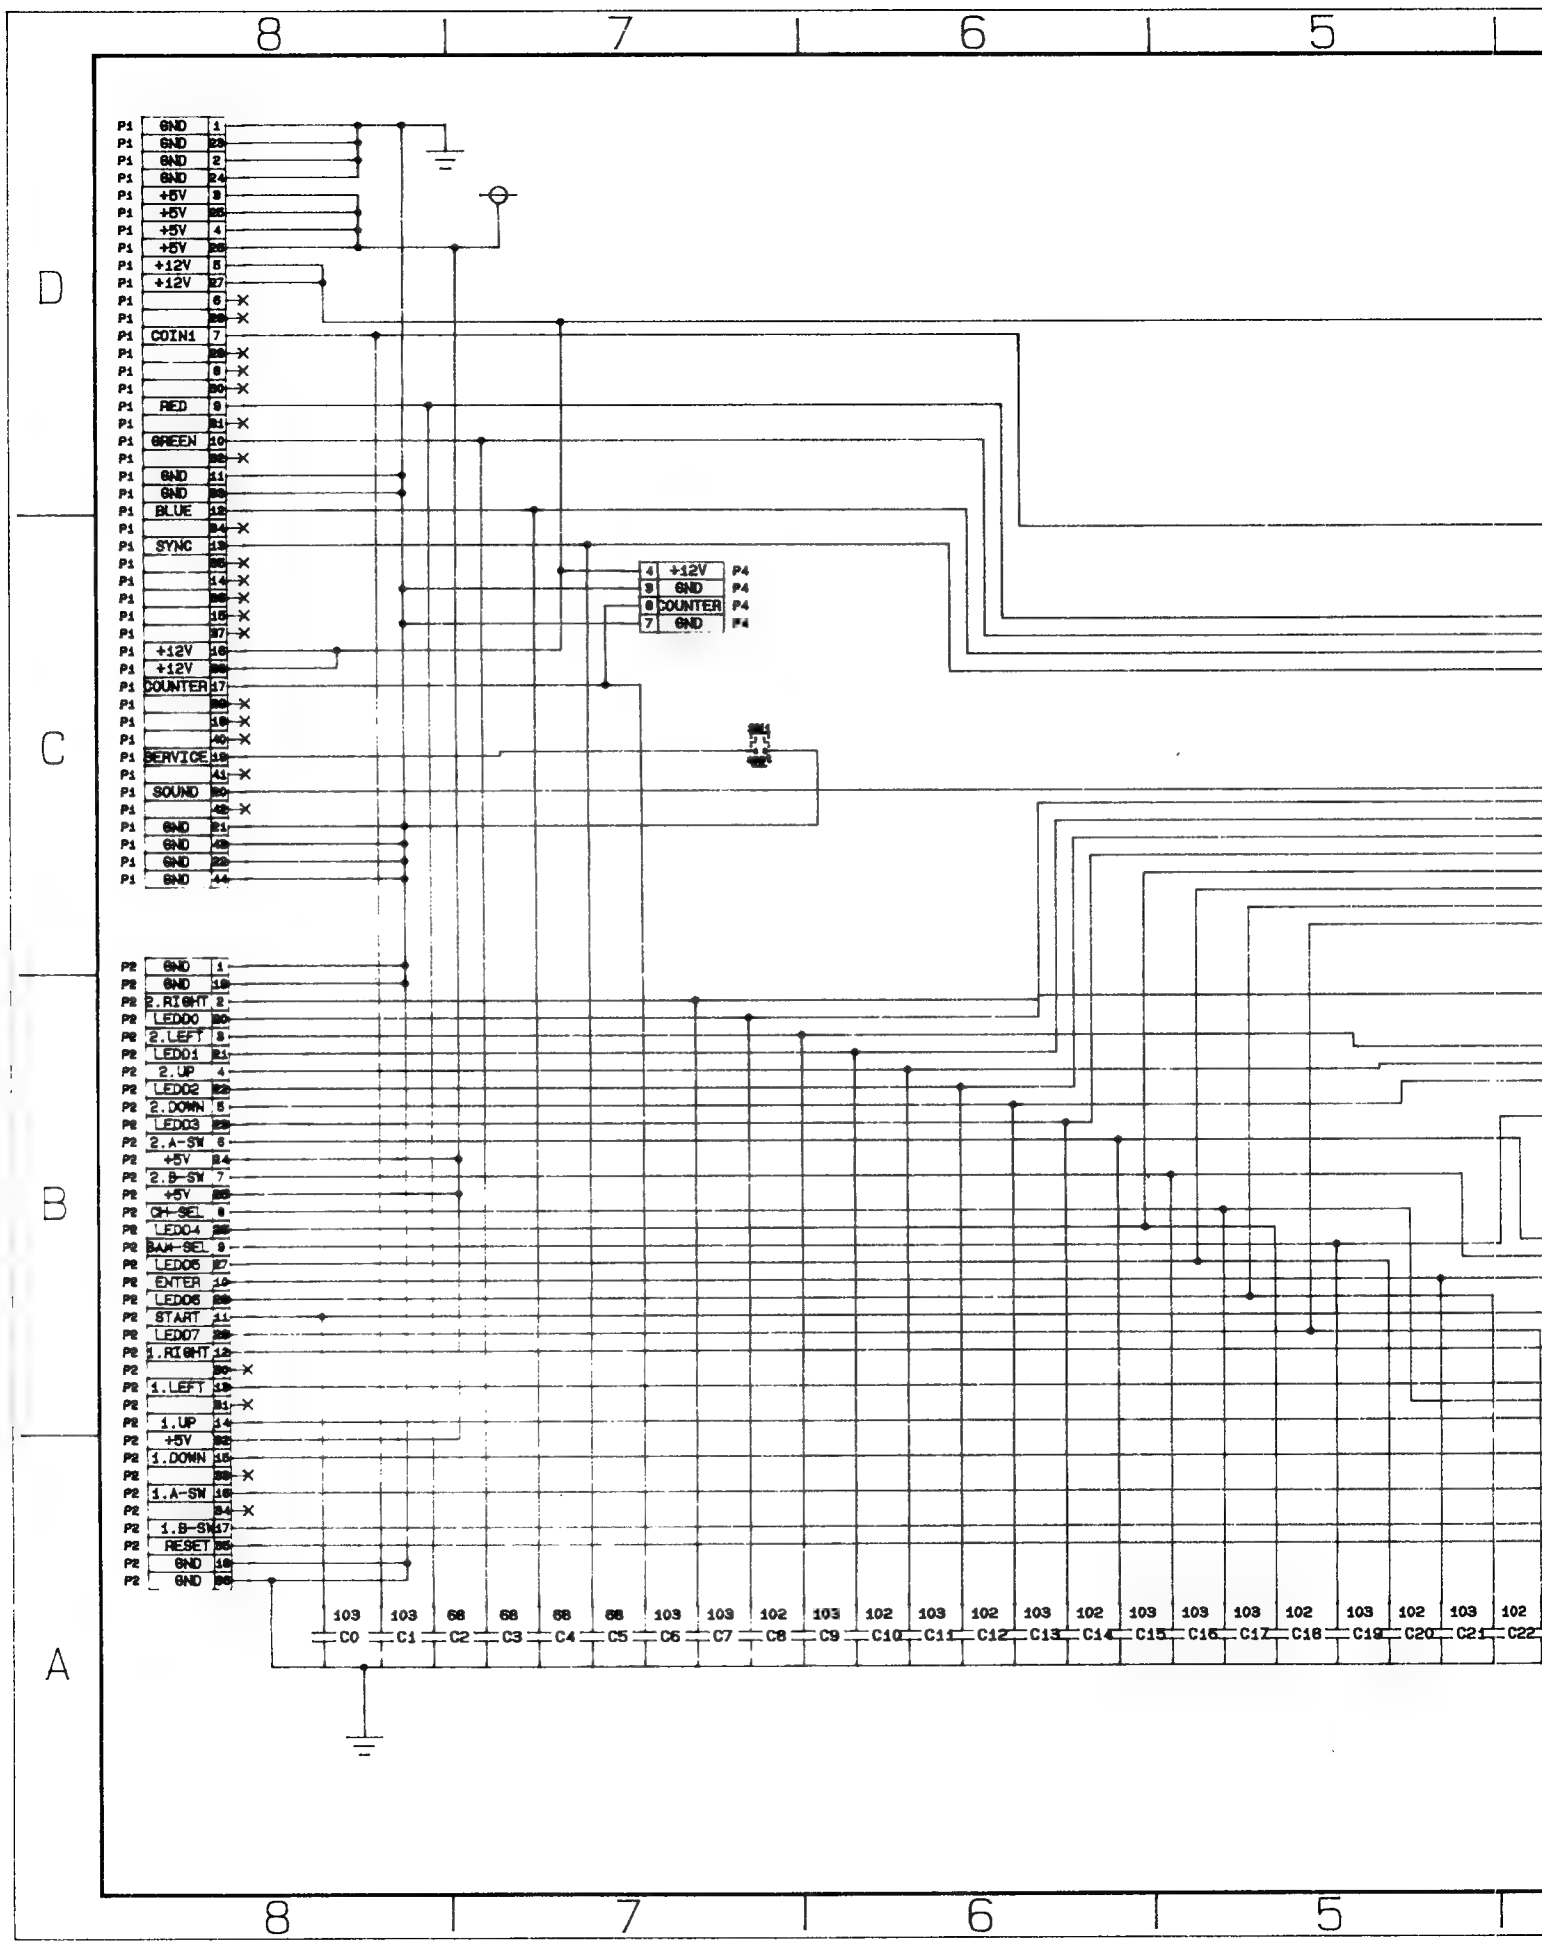 8 7 6 5
D
C
B
A
P1 GND 1
P1 GND 23
P1 GND 2
P1 GND 24
P1 +5V 3
P1 +5V 25
P1 +5V 4
P1 +5V 26
P1 +12V 5
P1 +12V 27
P1 6
P1 28
P1 COIN1 7
P1 29
P1 8
P1 30
P1 RED 9
P1 31
P1 GREEN 10
P1 32
P1 GND 11
P1 GND 33
P1 BLUE 12
P1 34
P1 SYNC 13
P1 35
P1 14
P1 36
P1 15
P1 37
P1 +12V 16
P1 +12V 38
P1 COUNTER 17
P1 39
P1 18
P1 40
P1 SERVICE 19
P1 41
P1 SOUND 20
P1 42
P1 GND 21
P1 GND 43
P1 GND 22
P1 GND 44
4 +12V P4
3 GND P4
6 COUNTER P4
7 GND P4
P2 GND 1
P2 GND 19
P2 2.RIGHT 2
P2 LEDD0 20
P2 2.LEFT 3
P2 LEDD1 21
P2 2.UP 4
P2 LEDD2 22
P2 2.DOWN 5
P2 LEDD3 23
P2 2.A-SW 6
P2 +5V 24
P2 2.B-SW 7
P2 +5V 25
P2 CH-SEL 8
P2 LEDD4 26
P2 GAM-SEL 9
P2 LEDD5 27
P2 ENTER 10
P2 LEDD6 28
P2 START 11
P2 LEDD7 29
P2 1.RIGHT 12
P2 30
P2 1.LEFT 13
P2 31
P2 1.UP 14
P2 +5V 32
P2 1.DOWN 15
P2 33
P2 1.A-SW 16
P2 34
P2 1.B-SW 17
P2 RESET 35
P2 GND 18
P2 GND 36
103 103 68 68 68 68 103 103 102 103 102 103 102 103 102 103 103 103 102 103 102 103 102
C0 C1 C2 C3 C4 C5 C6 C7 C8 C9 C10 C11 C12 C13 C14 C15 C16 C17 C18 C19 C20 C21 C22
8 7 6 5